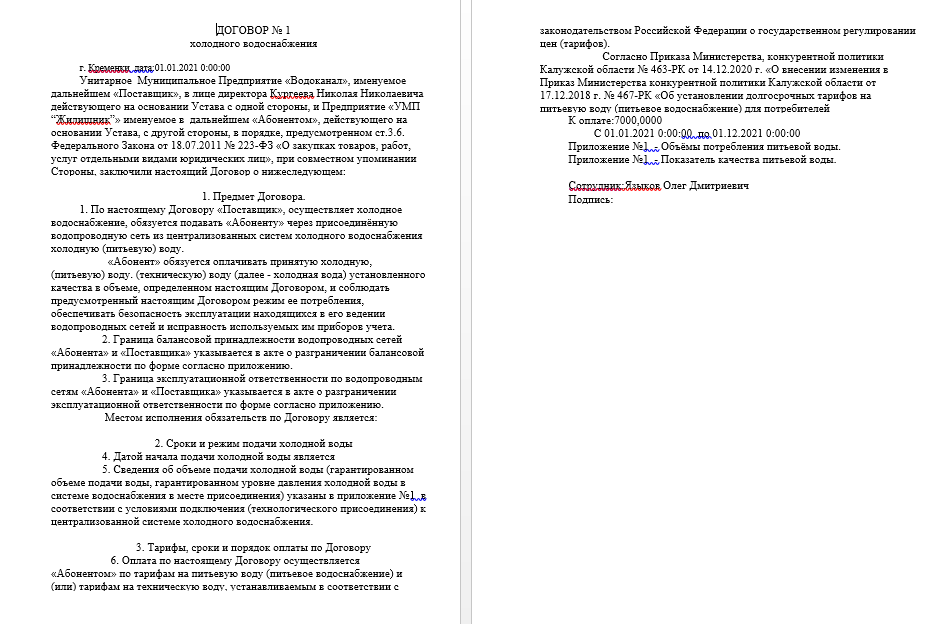 ДОГОВОР № 1
холодного водоснабжения
г. Кременки, дата:01.01.2021 0:00:00
Унитарное Муниципальное Предприятие «Водоканал», именуемое
дальнейшем «Поставщик», в лице директора Кургеева Николая Николаевича
действующего на основании Устава с одной стороны, и Предприятие «УМП
“Жилищник”» именуемое в дальнейшем «Абонентом», действующего на
основании Устава, с другой стороны, в порядке, предусмотренном ст.3.6.
Федерального Закона от 18.07.2011 № 223-ФЗ «О закупках товаров, работ,
услуг отдельными видами юридических лиц», при совместном упоминании
Стороны, заключили настоящий Договор о нижеследующем:
1. Предмет Договора.
1. По настоящему Договору «Поставщик», осуществляет холодное
водоснабжение, обязуется подавать «Абоненту» через присоединённую
водопроводную сеть из централизованных систем холодного водоснабжения
холодную (питьевую) воду.
«Абонент» обязуется оплачивать принятую холодную,
(питьевую) воду. (техническую) воду (далее - холодная вода) установленного
качества в объеме, определенном настоящим Договором, и соблюдать
предусмотренный настоящим Договором режим ее потребления,
обеспечивать безопасность эксплуатации находящихся в его ведении
водопроводных сетей и исправность используемых им приборов учета.
2. Граница балансовой принадлежности водопроводных сетей
«Абонента» и «Поставщика» указывается в акте о разграничении балансовой
принадлежности по форме согласно приложению.
3. Граница эксплуатационной ответственности по водопроводным
сетям «Абонента» и «Поставщика» указывается в акте о разграничении
эксплуатационной ответственности по форме согласно приложению.
Местом исполнения обязательств по Договору является:
2. Сроки и режим подачи холодной воды
4. Датой начала подачи холодной воды является
5. Сведения об объеме подачи холодной воды (гарантированном
объеме подачи воды, гарантированном уровне давления холодной воды в
системе водоснабжения в месте присоединения) указаны в приложение №1 в
соответствии с условиями подключения (технологического присоединения) к
централизованной системе холодного водоснабжения.
3. Тарифы, сроки и порядок оплаты по Договору
6. Оплата по настоящему Договору осуществляется
«Абонентом» по тарифам на питьевую воду (питьевое водоснабжение) и
(или) тарифам на техническую воду, устанавливаемым в соответствии с
законодательством Российской Федерации о государственном регулировании
цен (тарифов).
Согласно Приказа Министерства, конкурентной политики
Калужской области № 463-РК от 14.12.2020 г. «О внесении изменения в
Приказ Министерства конкурентной политики Калужской области от
17.12.2018 г. № 467-РК «Об установлении долгосрочных тарифов на
питьевую воду (питьевое водоснабжение) для потребителей
К оплате:7000,0000
С 01.01.2021 0:00:00 по 01.12.2021 0:00:00
Приложение №1 - Объёмы потребления питьевой воды.
Приложение №1 - Показатель качества питьевой воды.
Сотрудник:Языков Олег Дмитриевич
Подпись: